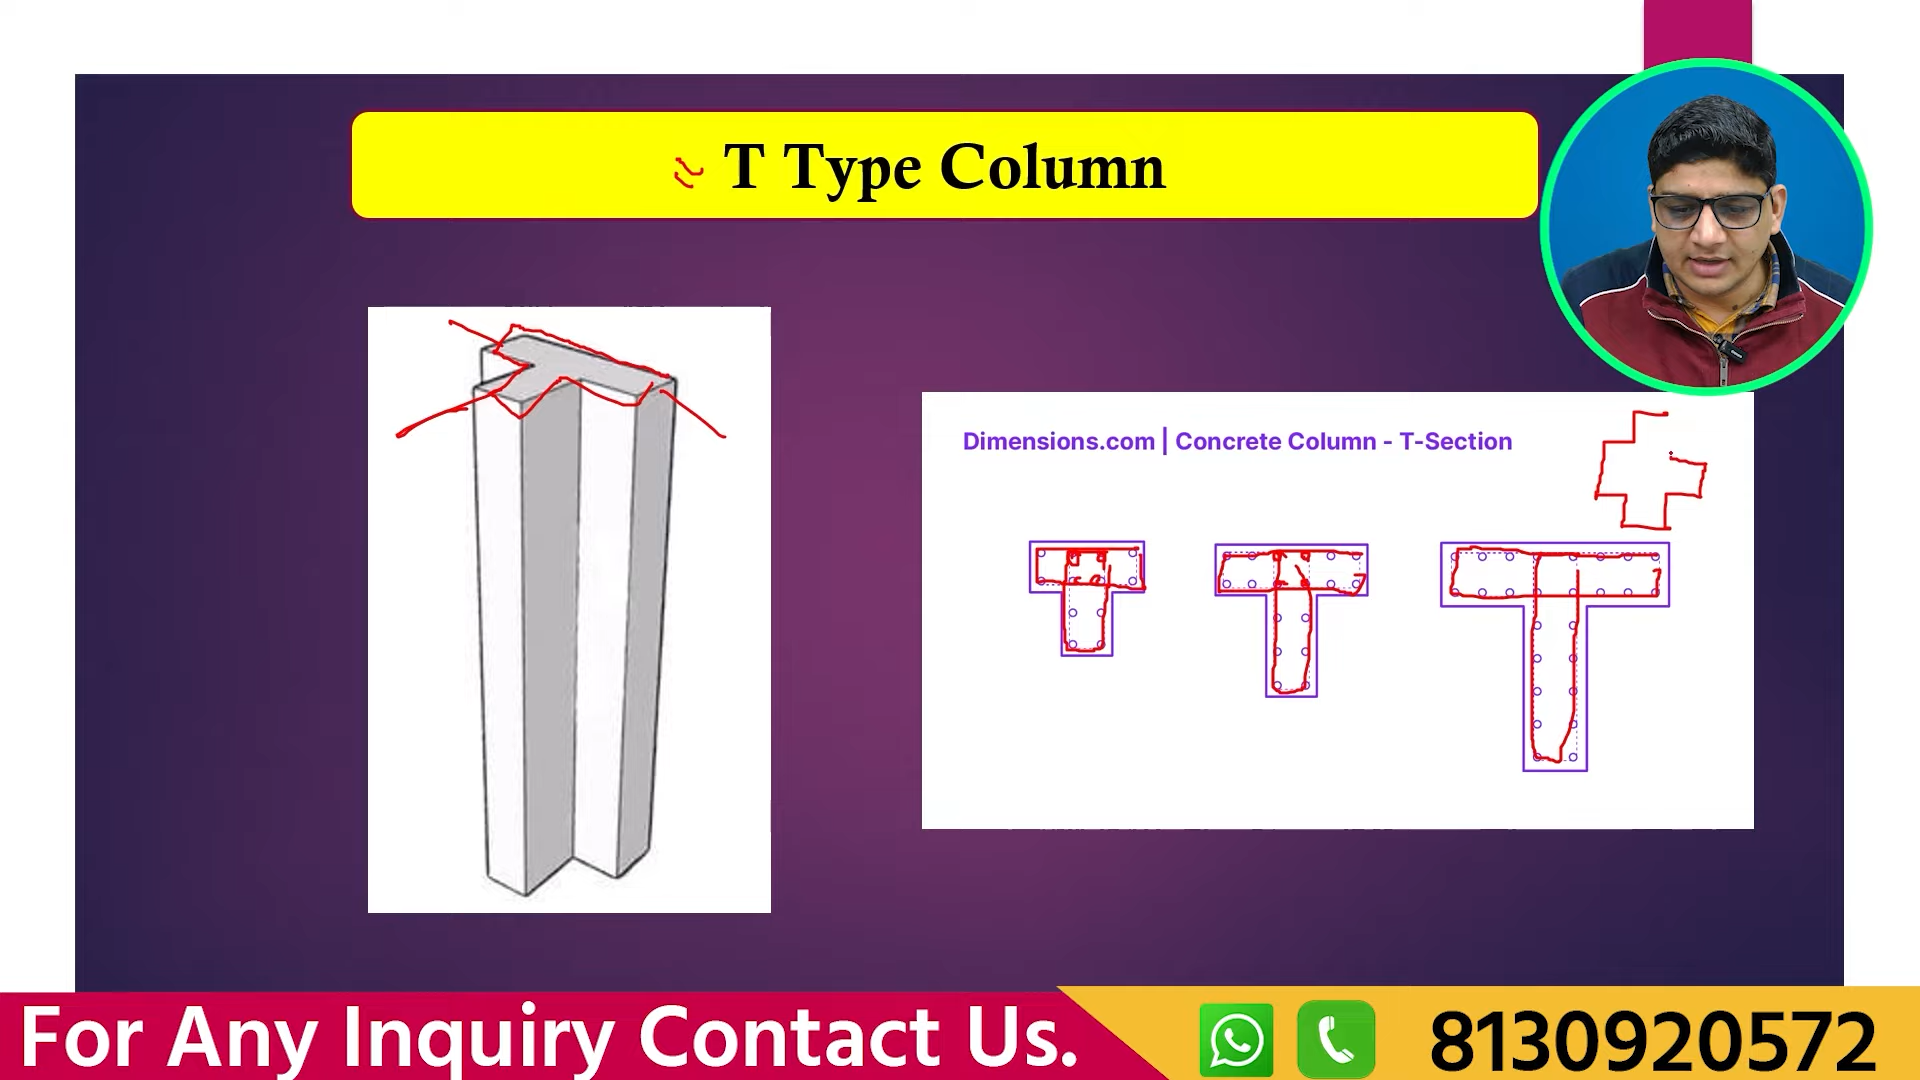 T Type Column
Dimensions.com | Concrete Column - T-Section
For Any Inquiry Contact Us.
8130920572